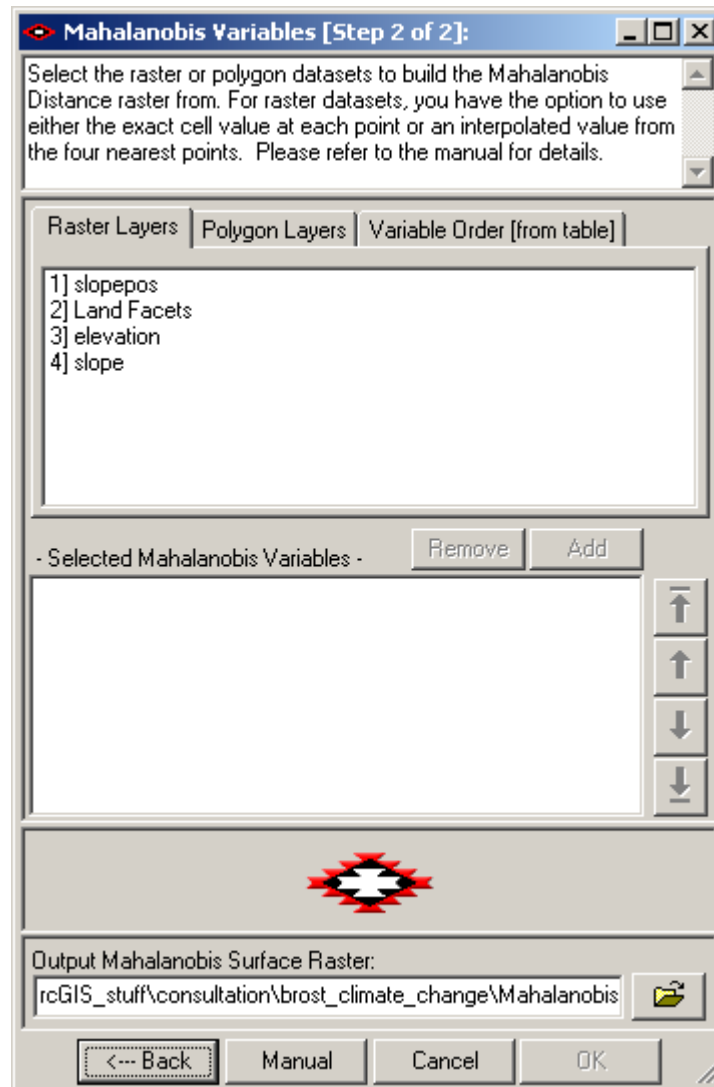 Mahalanobis Variables [Step 2 of 2]:
Select the raster or polygon datasets to build the Mahalanobis
Distance raster from. For raster datasets, you have the option to use
either the exact cell value at each point or an interpolated value from
the four nearest points.  Please refer to the manual for details.
Raster Layers Polygon Layers Variable Order [from table]
1] slopepos
2] Land Facets
3] elevation
4] slope
- Selected Mahalanobis Variables - Remove Add
Output Mahalanobis Surface Raster:
rcGIS_stuff\consultation\brost_climate_change\Mahalanobis
<--- Back Manual Cancel OK